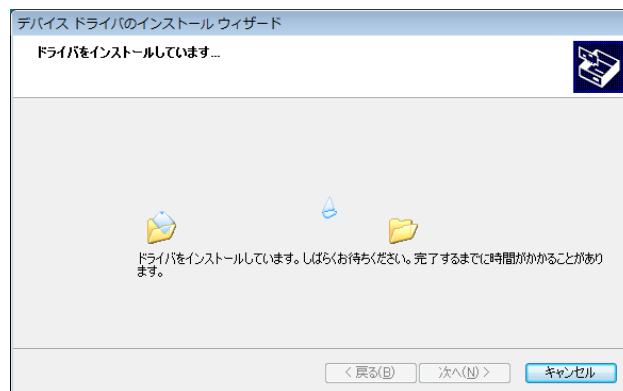 デバイス ドライバのインストール ウィザード
ドライバをインストールしています...
ドライバをインストールしています。しばらくお待ちください。完了するまでに時間がかかることがあり
ます。
< 戻る(B)
次へ(N) >
キャンセル